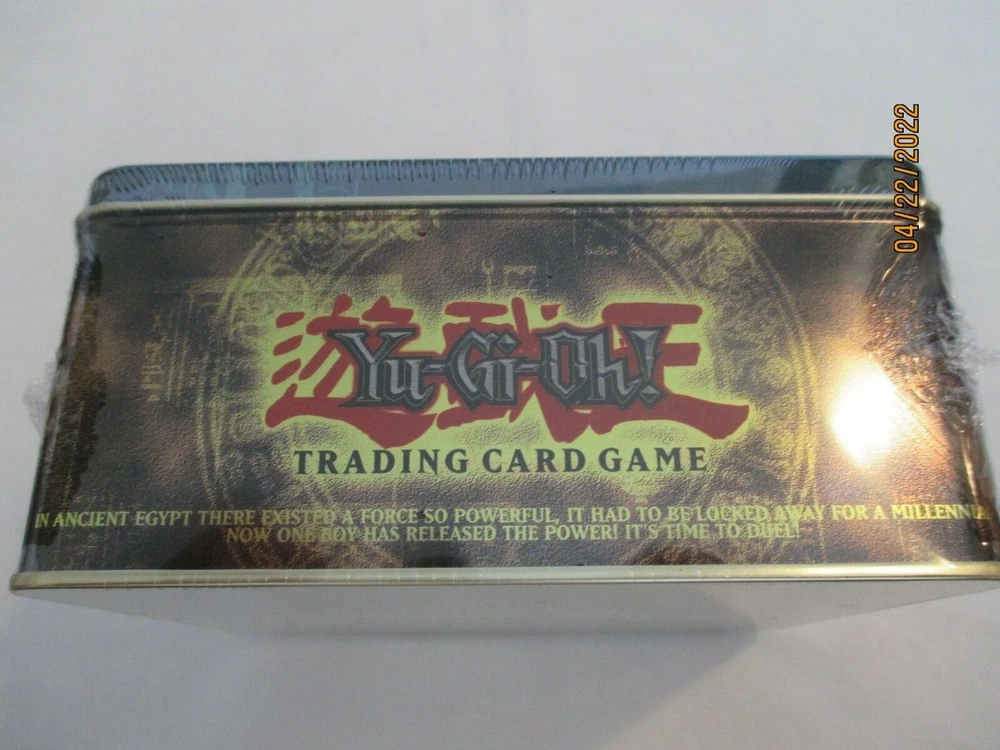 04/22/2022
遊戯王
Yu-Gi-Oh!
TRADING CARD GAME
IN ANCIENT EGYPT THERE EXISTED A FORCE SO POWERFUL, IT HAD TO BE LOCKED AWAY FOR A MILLENNIA
NOW ONE BOY HAS RELEASED THE POWER! IT'S TIME TO DUEL!